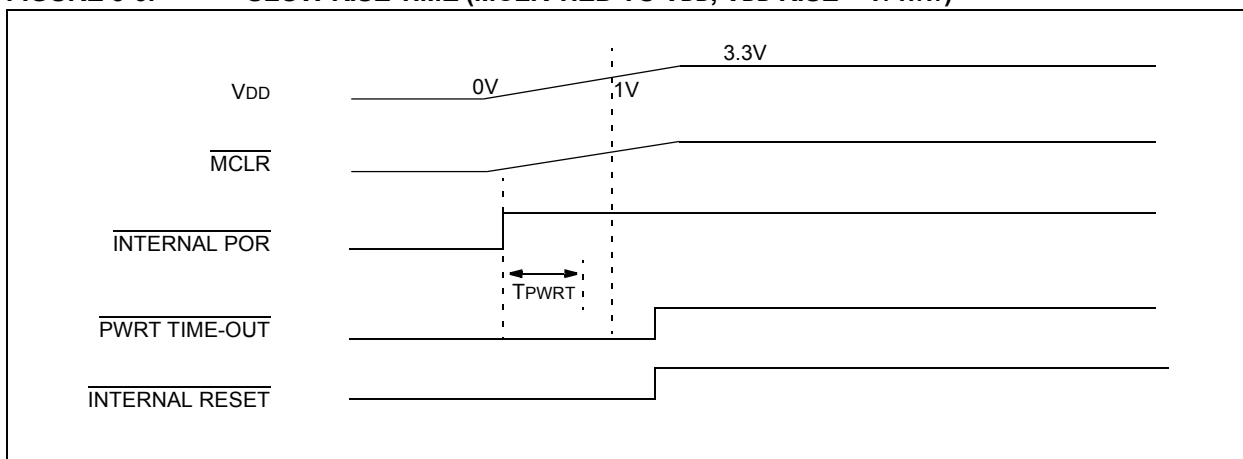 0V
1V
3.3V
VDD
MCLR
INTERNAL POR
TPWRT
PWRT TIME-OUT
INTERNAL RESET